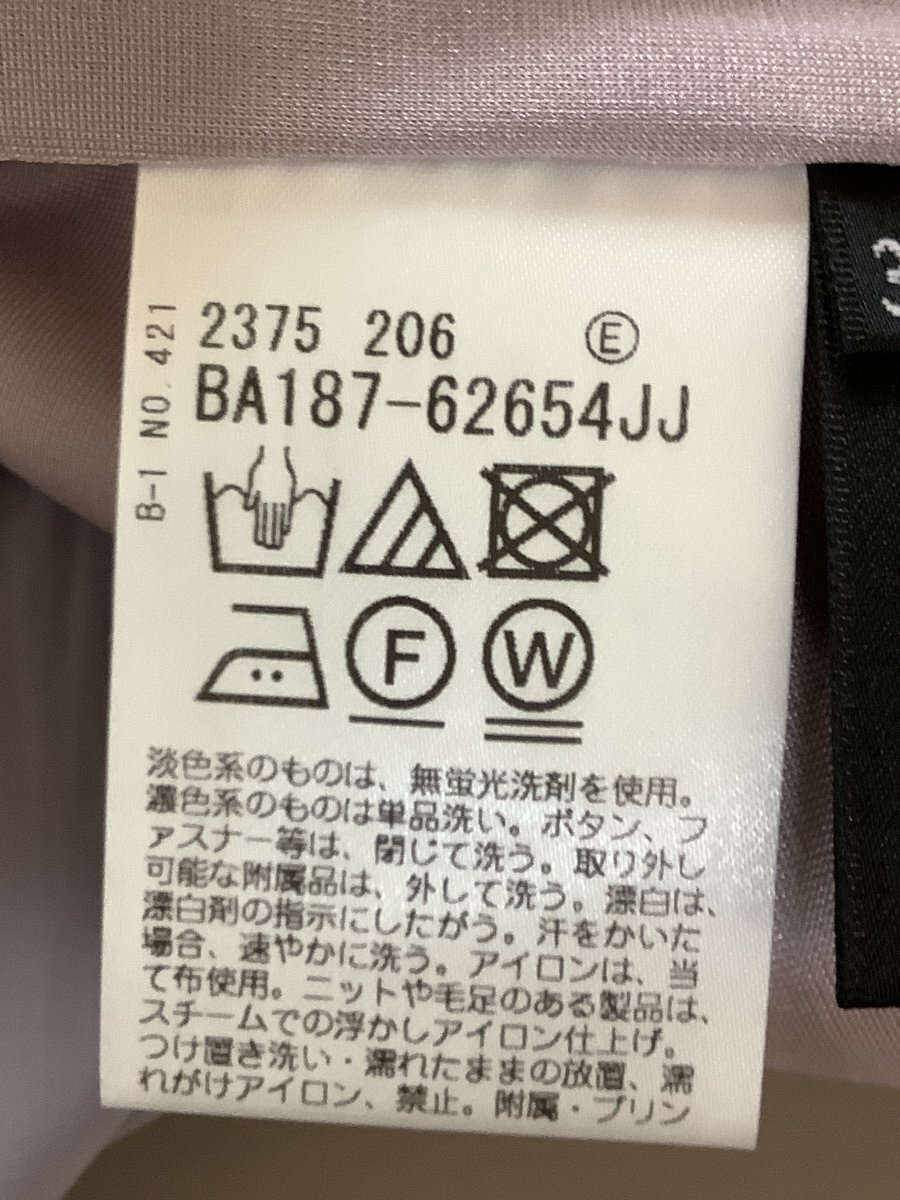 2375 206 Ⓔ
BA187-62654JJ
B-1 NO. 421
F
W
淡色系のものは、無蛍光洗剤を使用。
濃色系のものは単品洗い。ボタン、フ
ァスナー等は、閉じて洗う。取り外し
可能な附属品は、外して洗う。漂白は、
漂白剤の指示にしたがう。汗をかいた
場合、速やかに洗う。アイロンは、当
て布使用。ニットや毛足のある製品は、
スチームでの浮かしアイロン仕上げ。
つけ置き洗い・濡れたままの放置、濡
れがけアイロン、禁止。附属・プリン